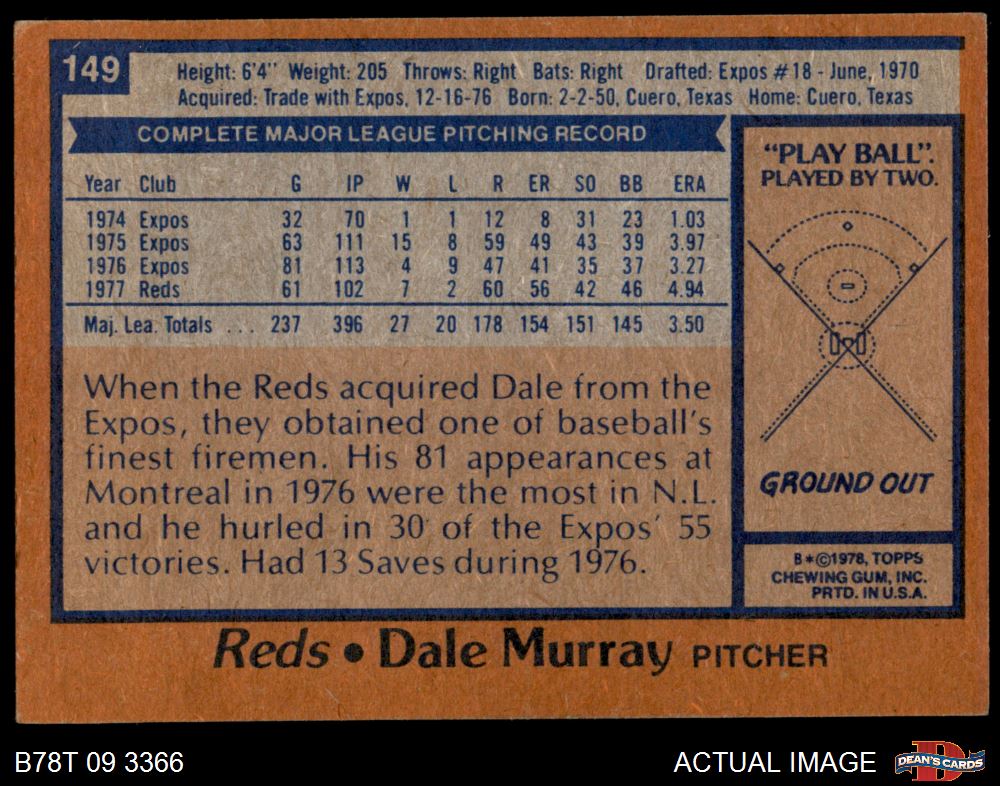 149
Height: 6'4" Weight: 205 Throws: Right Bats: Right Drafted: Expos #18 - June, 1970
Acquired: Trade with Expos, 12-16-76 Born: 2-2-50, Cuero, Texas Home: Cuero, Texas
COMPLETE MAJOR LEAGUE PITCHING RECORD
Year Club G IP W L R ER SO BB ERA
1974 Expos 32 70 1 1 12 8 31 23 1.03
1975 Expos 63 111 15 8 59 49 43 39 3.97
1976 Expos 81 113 4 9 47 41 35 37 3.27
1977 Reds 61 102 7 2 60 56 42 46 4.94
Maj. Lea. Totals ... 237 396 27 20 178 154 151 145 3.50
When the Reds acquired Dale from the
Expos, they obtained one of baseball's
finest firemen. His 81 appearances at
Montreal in 1976 were the most in N.L.
and he hurled in 30 of the Expos' 55
victories. Had 13 Saves during 1976.
"PLAY BALL".
PLAYED BY TWO.
GROUND OUT
B*©1978, TOPPS
CHEWING GUM, INC.
PRTD. IN U.S.A.
Reds • Dale Murray PITCHER
B78T 09 3366
ACTUAL IMAGE
D
DEAN'S CARDS